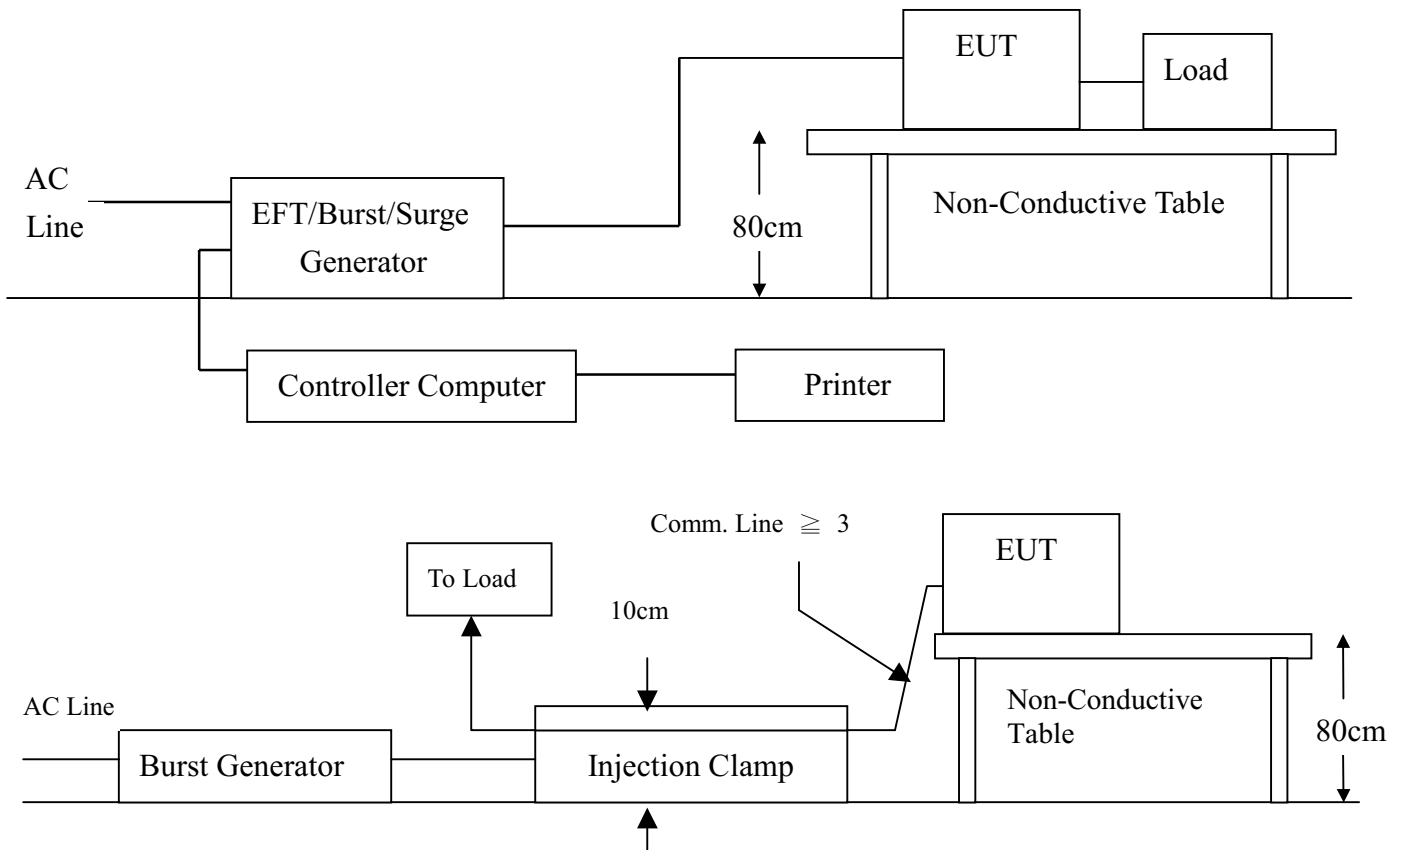 EUT
Load
AC
Line
EFT/Burst/Surge
Generator
80cm
Non-Conductive Table
Controller Computer
Printer
Comm. Line ≧ 3
EUT
To Load
10cm
AC Line
Burst Generator
Injection Clamp
Non-Conductive
Table
80cm